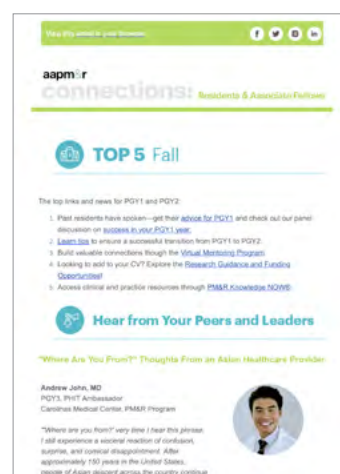 View this email in your browser
aapm&r
connections: Residents & Associate Fellows
TOP 5 Fall
The top links and news for PGY1 and PGY2:
1. Past residents have spoken—get their advice for PGY1 and check out our panel
discussion on success in your PGY1 year.
2. Learn tips to ensure a successful transition from PGY1 to PGY2.
3. Build valuable connections though the Virtual Mentoring Program.
4. Looking to add to your CV? Explore the Research Guidance and Funding
Opportunities!
5. Access clinical and practice resources through PM&R Knowledge NOW®.
Hear from Your Peers and Leaders
"Where Are You From?" Thoughts From an Asian Healthcare Provider
Andrew John, MD
PGY3, PHiT Ambassador
Carolinas Medical Center, PM&R Program
"Where are you from?" very time I hear this phrase,
I still experience a visceral reaction of confusion,
surprise, and comical disappointment. After
approximately 150 years in the United States,
people of Asian descent across the country continue